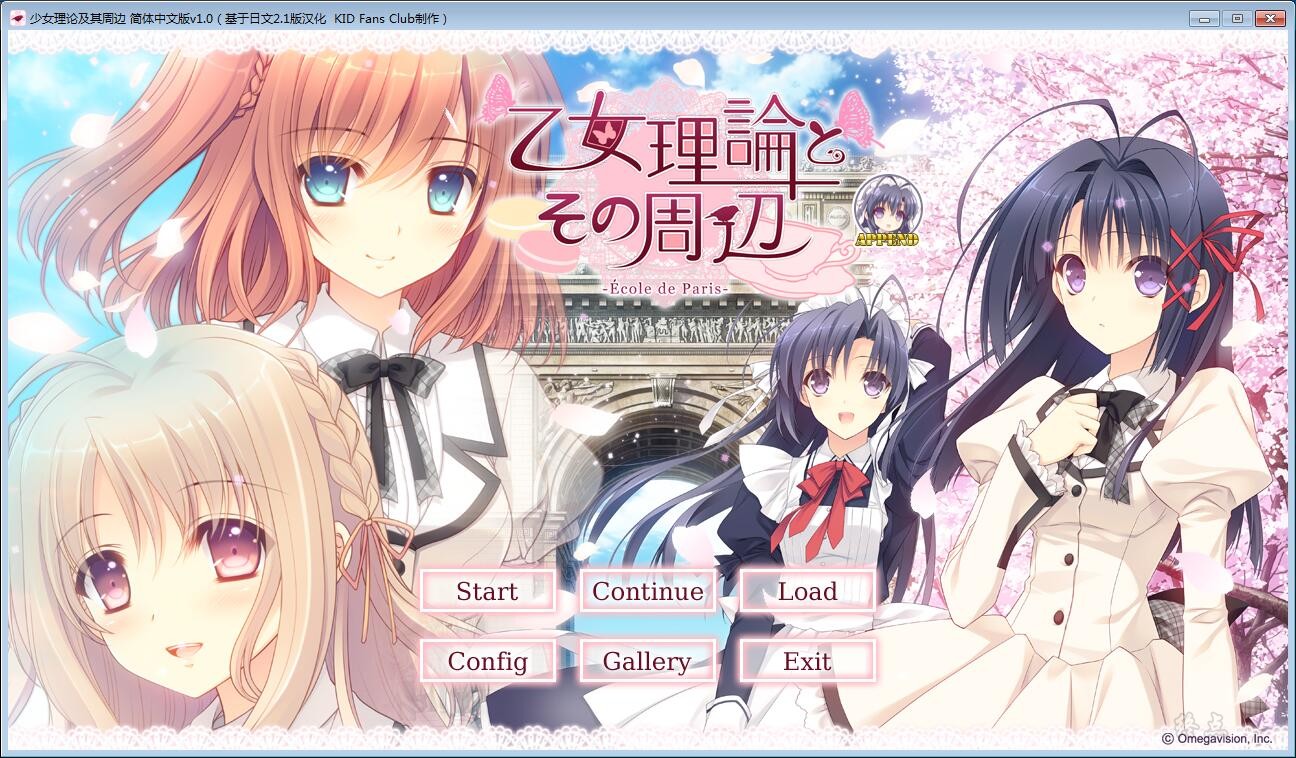 少女理论及其周边 简体中文版v1.0（基于日文2.1版汉化 KID Fans Club制作）
乙女理論と
その周辺
APPEND
-École de Paris-
Start
Continue
Load
Config
Gallery
Exit
© Omegavision, Inc.